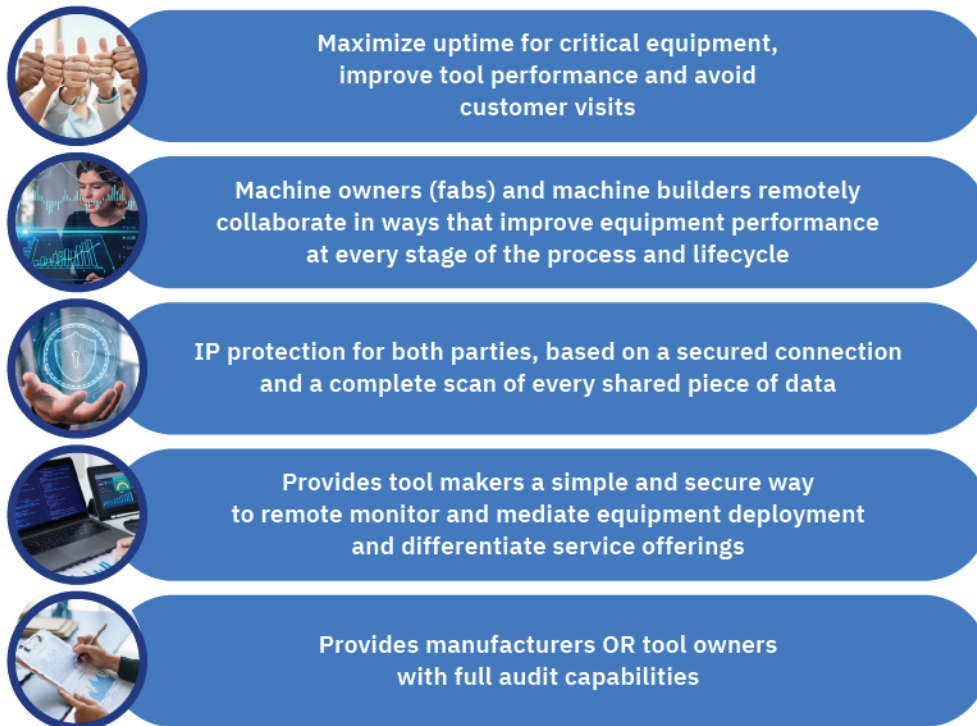 Maximize uptime for critical equipment,
improve tool performance and avoid
customer visits
Machine owners (fabs) and machine builders remotely
collaborate in ways that improve equipment performance
at every stage of the process and lifecycle
IP protection for both parties, based on a secured connection
and a complete scan of every shared piece of data
Provides tool makers a simple and secure way
to remote monitor and mediate equipment deployment
and differentiate service offerings
Provides manufacturers OR tool owners
with full audit capabilities